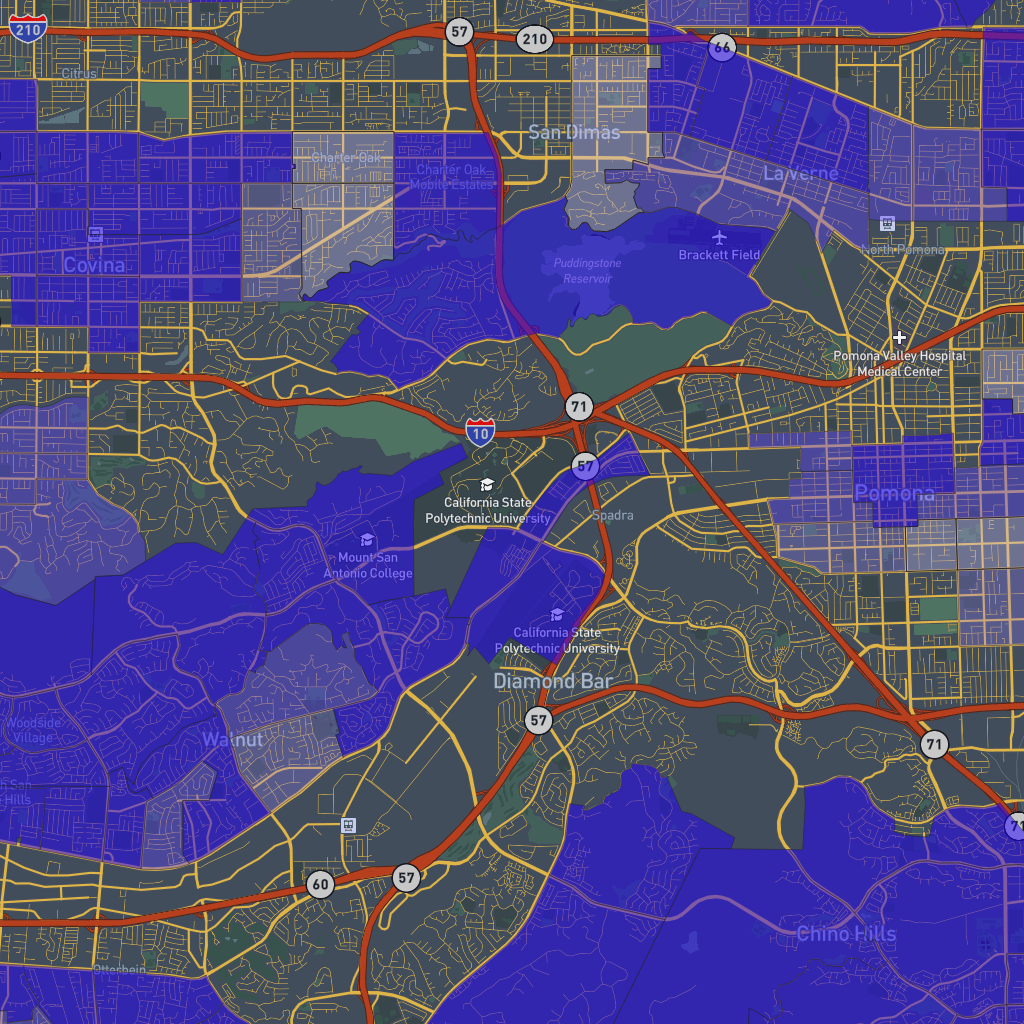 210
57
210
66
Citrus
San Dimas
Charter Oak
Charter Oak
Mobile Estates
La Verne
North Pomona
Covina
Brackett Field
Puddingstone
Reservoir
Pomona Valley Hospital
Medical Center
71
10
57
California State
Polytechnic University
Pomona
Spadra
Mount San
Antonio College
California State
Polytechnic University
Diamond Bar
57
Woodside
Village
Walnut
71
Hills
71
60
57
Chino Hills
Otterbein